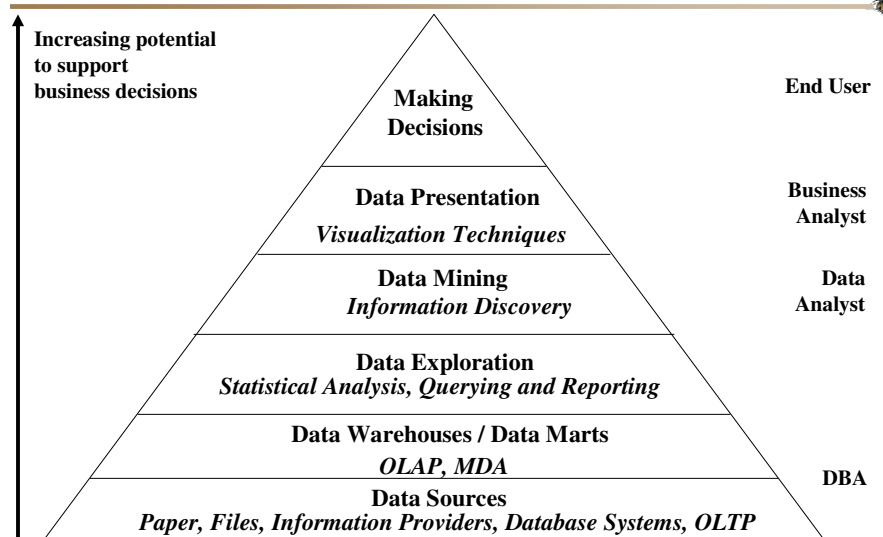 Increasing potential
to support
business decisions
End User
Making
Decisions
Business
Analyst
Data Presentation
Visualization Techniques
Data Mining
Information Discovery
Data
Analyst
Data Exploration
Statistical Analysis, Querying and Reporting
Data Warehouses / Data Marts
OLAP, MDA
DBA
Data Sources
Paper, Files, Information Providers, Database Systems, OLTP